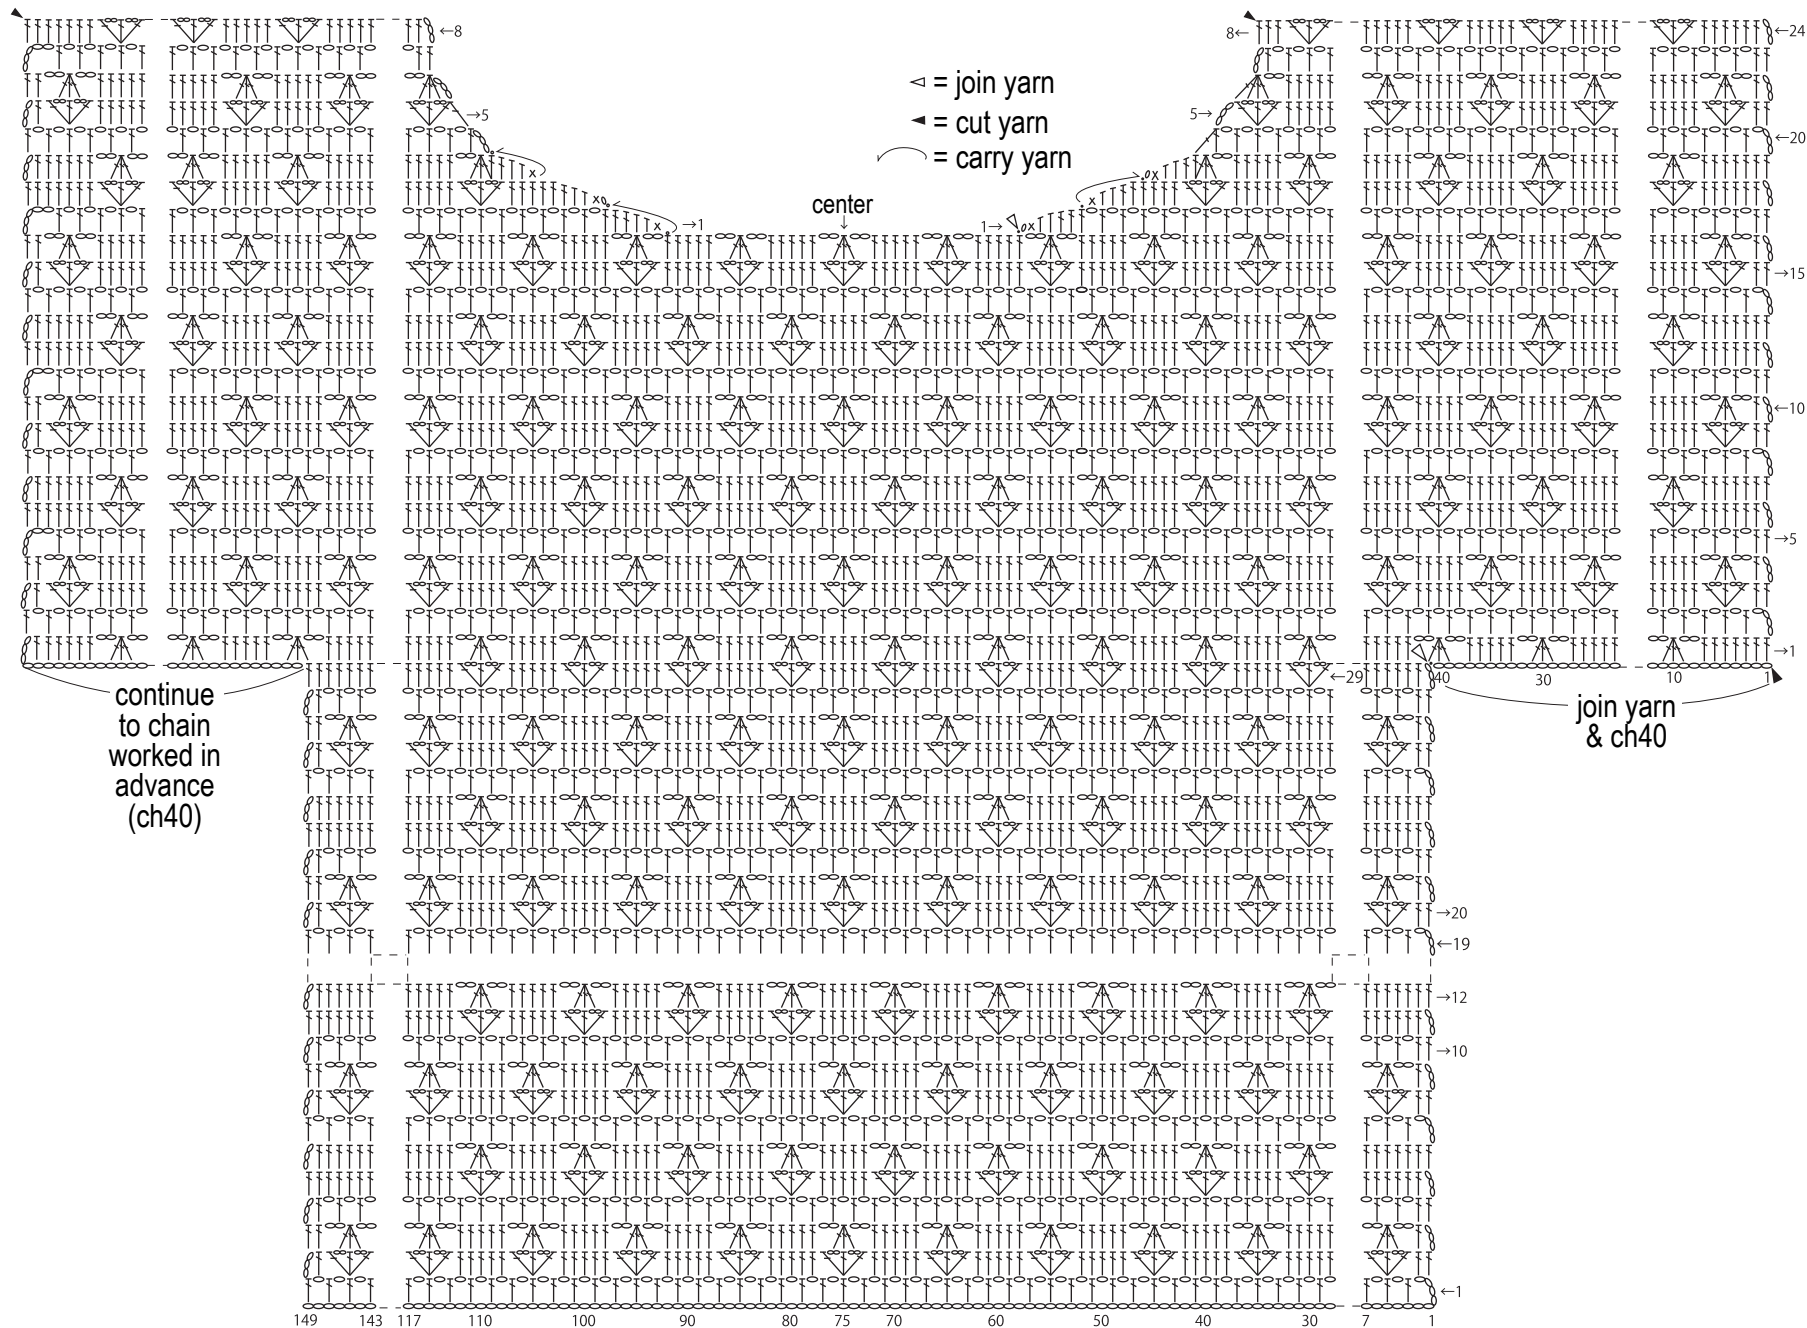 ←8
8←
←24
= join yarn
→5
5→
= cut yarn
←20
= carry yarn
center
→1
1→
→15
←10
→5
→1
←29
40
30
10
1
continue
to chain
worked in
advance
(ch40)
join yarn
& ch40
→20
←19
→12
→10
←1
149 143 117 110 100 90 80 75 70 60 50 40 30 7 1